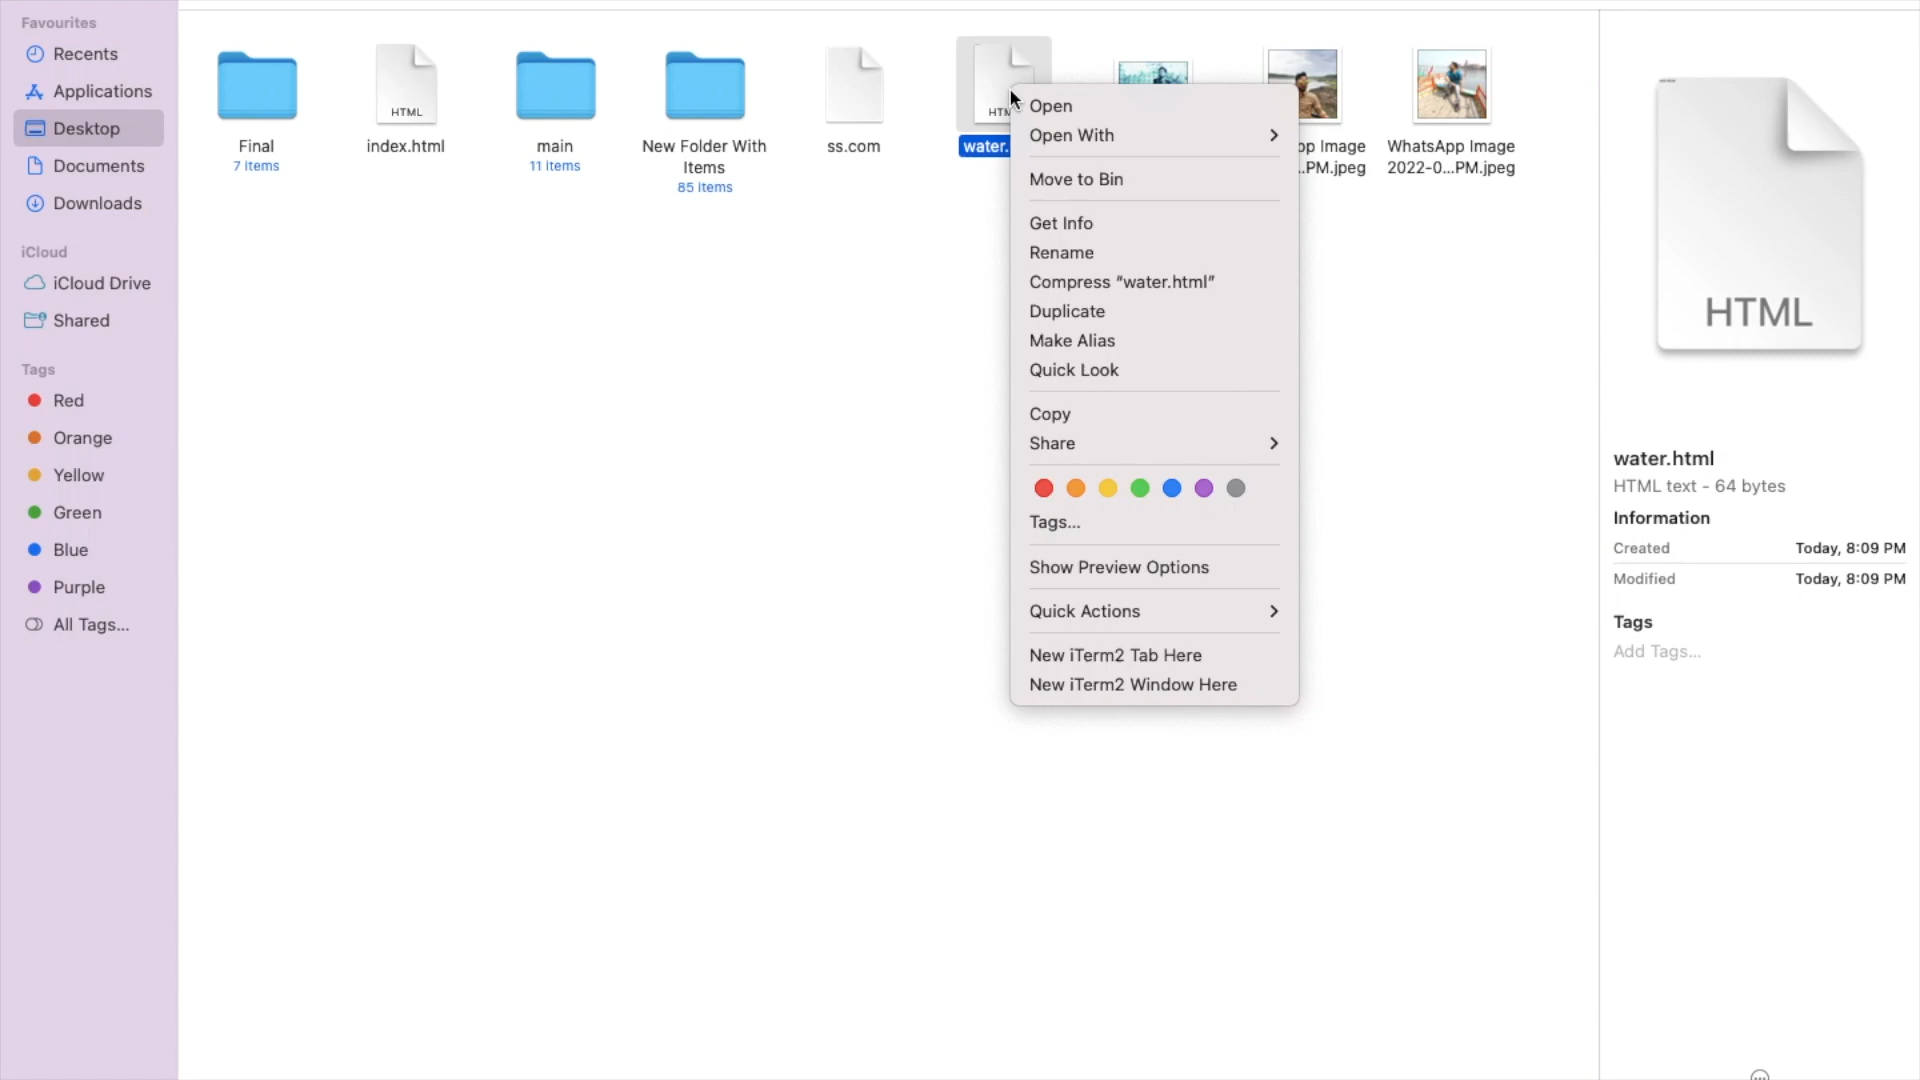 Favourites
Recents
Applications
Desktop
Documents
Downloads
iCloud
iCloud Drive
Shared
Tags
Red
Orange
Yellow
Green
Blue
Purple
All Tags...
HTML
Final
7 items
index.html
main
11 items
New Folder With
Items
85 items
ss.com
water.
pp Image
..PM.jpeg
WhatsApp Image
2022-0...PM.jpeg
Open
Open With
Move to Bin
Get Info
Rename
Compress “water.html”
Duplicate
Make Alias
Quick Look
Copy
Share
Tags...
Show Preview Options
Quick Actions
New iTerm2 Tab Here
New iTerm2 Window Here
HTML
water.html
HTML text - 64 bytes
Information
Created Today, 8:09 PM
Modified Today, 8:09 PM
Tags
Add Tags...